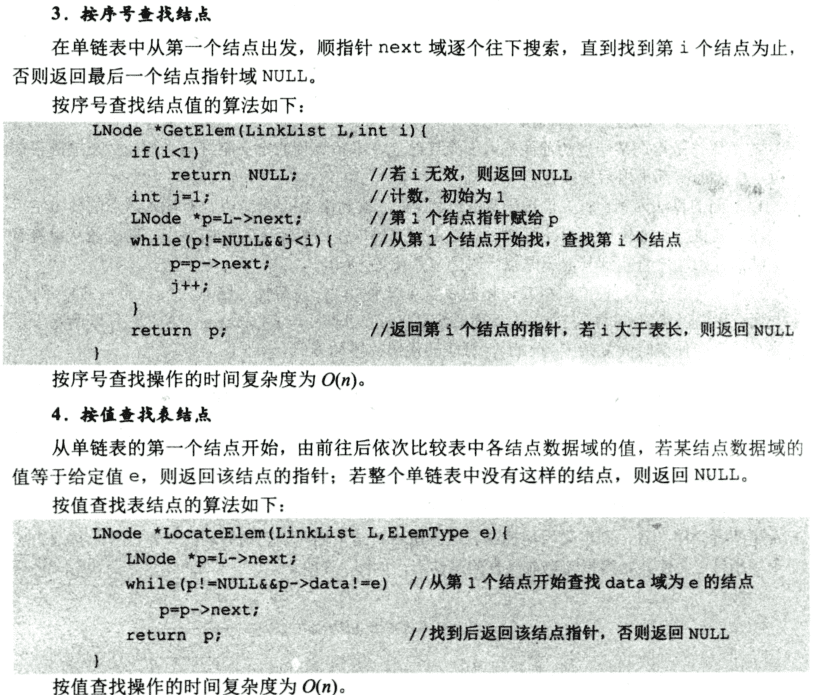 3. 按序号查找结点
在单链表中从第一个结点出发，顺指针 next 域逐个往下搜索，直到找到第 i 个结点为止，
否则返回最后一个结点指针域 NULL。
按序号查找结点值的算法如下：
LNode *GetElem(LinkList L,int i){
if(i<1)
return NULL; //若 i 无效，则返回 NULL
int j=1; //计数，初始为 1
LNode *p=L->next; //第 1 个结点指针赋给 p
while(p!=NULL&&j<i){ //从第 1 个结点开始找，查找第 i 个结点
p=p->next;
j++;
}
return p; //返回第 i 个结点的指针，若 i 大于表长，则返回 NULL
}
按序号查找操作的时间复杂度为 O(n)。
4. 按值查找表结点
从单链表的第一个结点开始，由前往后依次比较表中各结点数据域的值，若某结点数据域的
值等于给定值 e，则返回该结点的指针；若整个单链表中没有这样的结点，则返回 NULL。
按值查找表结点的算法如下：
LNode *LocateElem(LinkList L,ElemType e){
LNode *p=L->next;
while(p!=NULL&&p->data!=e) //从第 1 个结点开始查找 data 域为 e 的结点
p=p->next;
return p; //找到后返回该结点指针，否则返回 NULL
}
按值查找操作的时间复杂度为 O(n)。